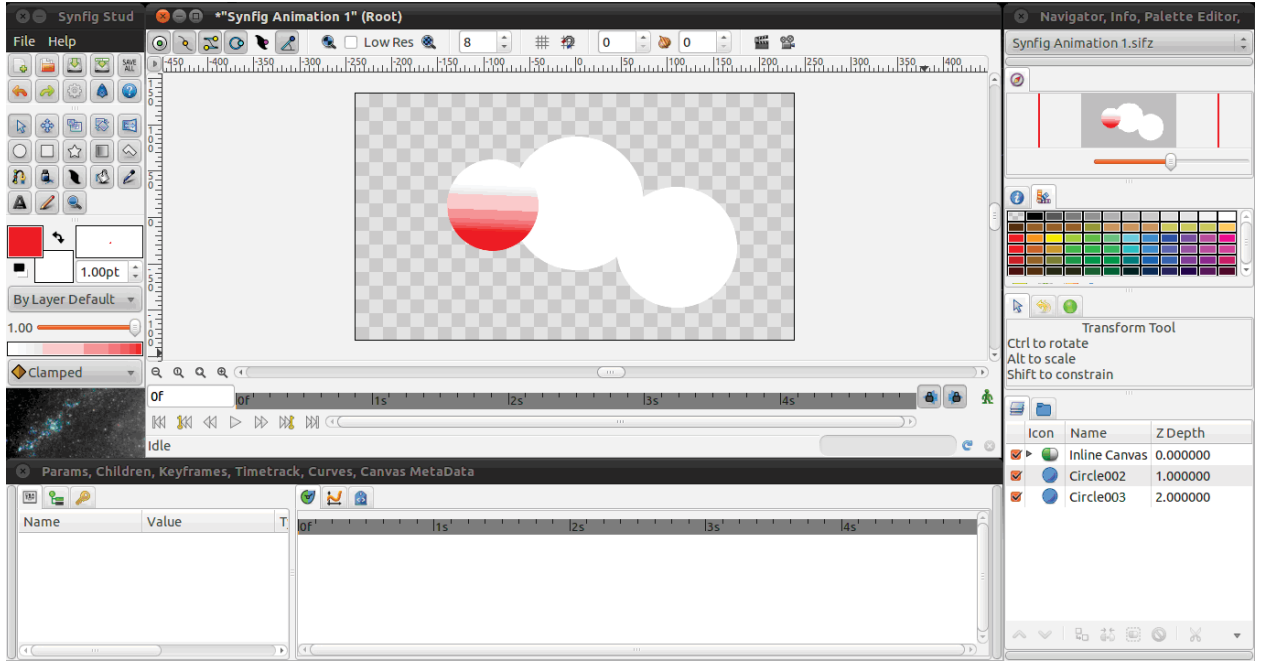 Synfig Stud
*"Synfig Animation 1" (Root)
Navigator, Info, Palette Editor,
File Help
Low Res
8
0
0
Synfig Animation 1.sifz
SAVE ALL
-450 -400 -350 -300 -250 -200 -150 -100 -50 0 50 100 150 200 250 300 350 400
1.00pt
By Layer Default
1.00
Clamped
Transform Tool
Ctrl to rotate
Alt to scale
Shift to constrain
0f
0f 1s 2s 3s 4s
Idle
Icon Name Z Depth
Inline Canvas 0.000000
Circle002 1.000000
Circle003 2.000000
Params, Children, Keyframes, Timetrack, Curves, Canvas MetaData
Name Value T
0f 1s 2s 3s 4s